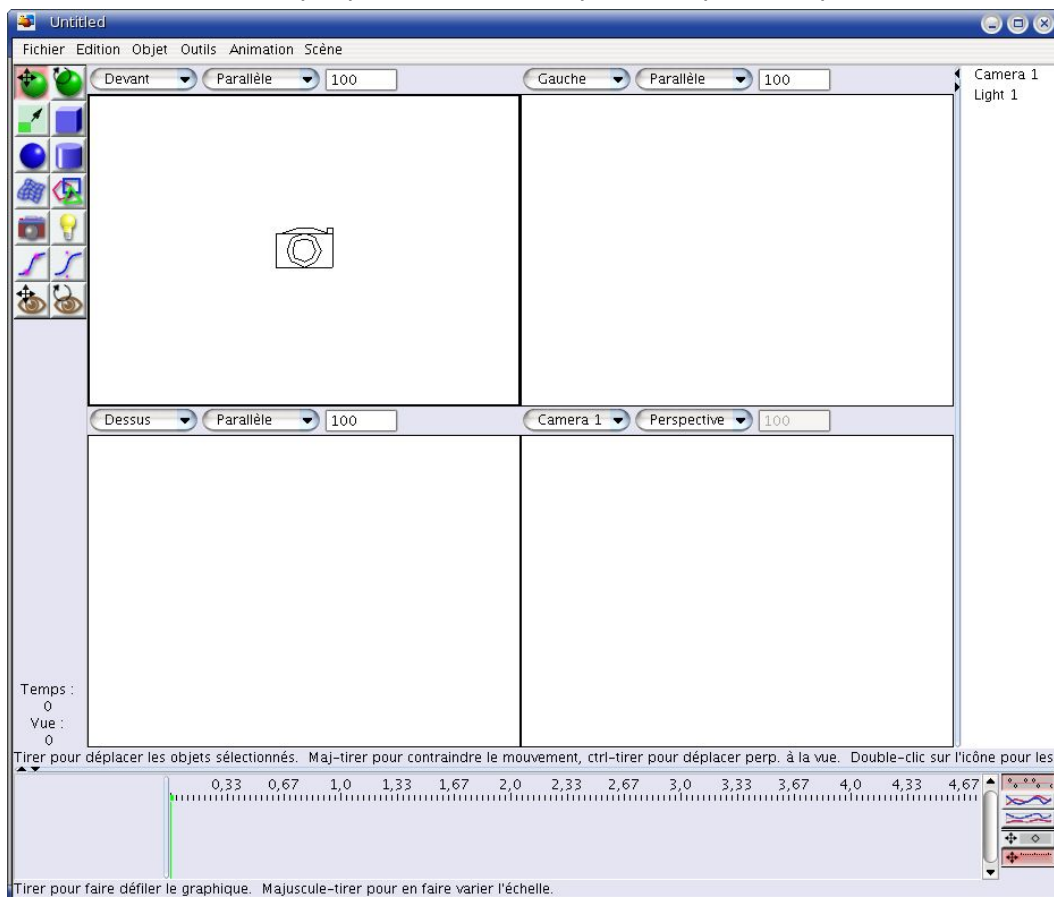 Untitled
Fichier Edition Objet Outils Animation Scène
Devant Parallèle 100 Gauche Parallèle 100
Camera 1
Light 1
Dessus Parallèle 100 Camera 1 Perspective 100
Temps :
0
Vue :
0
Tirer pour déplacer les objets sélectionnés. Maj-tirer pour contraindre le mouvement, ctrl-tirer pour déplacer perp. à la vue. Double-clic sur l'icône pour les
0,33 0,67 1,0 1,33 1,67 2,0 2,33 2,67 3,0 3,33 3,67 4,0 4,33 4,67
Tirer pour faire défiler le graphique. Majuscule-tirer pour en faire varier l'échelle.